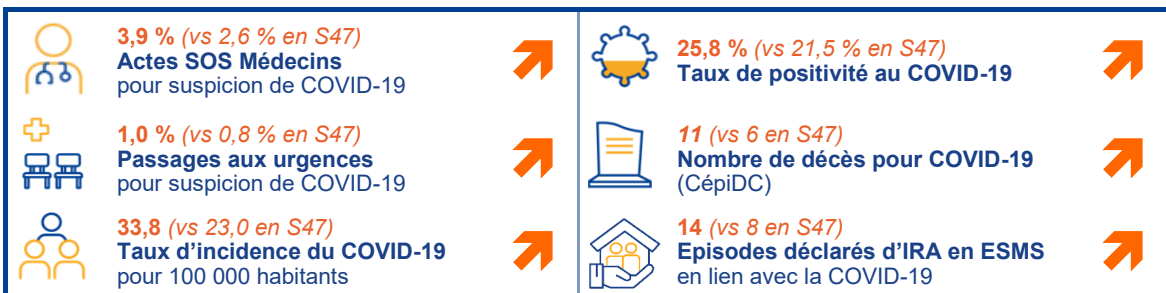 3,9 % (vs 2,6 % en S47)
Actes SOS Médecins
pour suspicion de COVID-19
1,0 % (vs 0,8 % en S47)
Passages aux urgences
pour suspicion de COVID-19
33,8 (vs 23,0 en S47)
Taux d’incidence du COVID-19
pour 100 000 habitants
25,8 % (vs 21,5 % en S47)
Taux de positivité au COVID-19
11 (vs 6 en S47)
Nombre de décès pour COVID-19
(CépiDC)
14 (vs 8 en S47)
Episodes déclarés d’IRA en ESMS
en lien avec la COVID-19